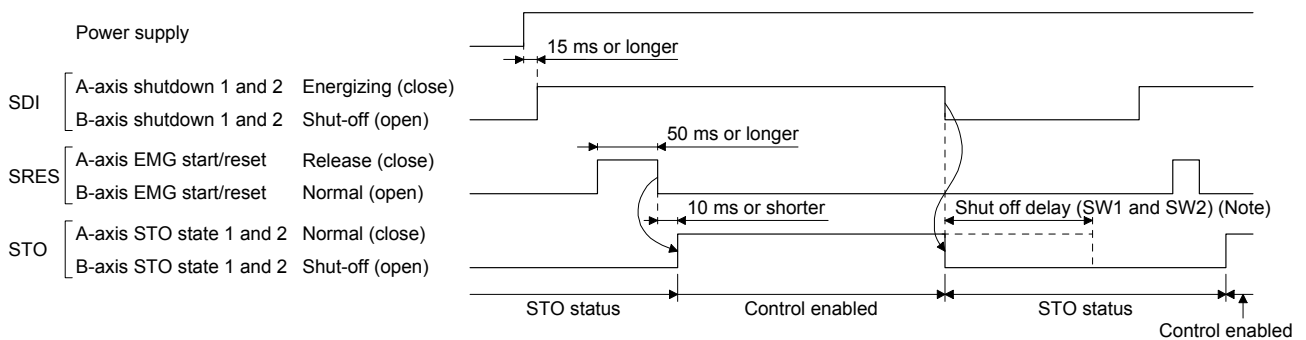 Power supply
15 ms or longer
SDI
A-axis shutdown 1 and 2 Energizing (close)
B-axis shutdown 1 and 2 Shut-off (open)
50 ms or longer
SRES
A-axis EMG start/reset Release (close)
B-axis EMG start/reset Normal (open)
10 ms or shorter
Shut off delay (SW1 and SW2) (Note)
STO
A-axis STO state 1 and 2 Normal (close)
B-axis STO state 1 and 2 Shut-off (open)
STO status
Control enabled
STO status
Control enabled